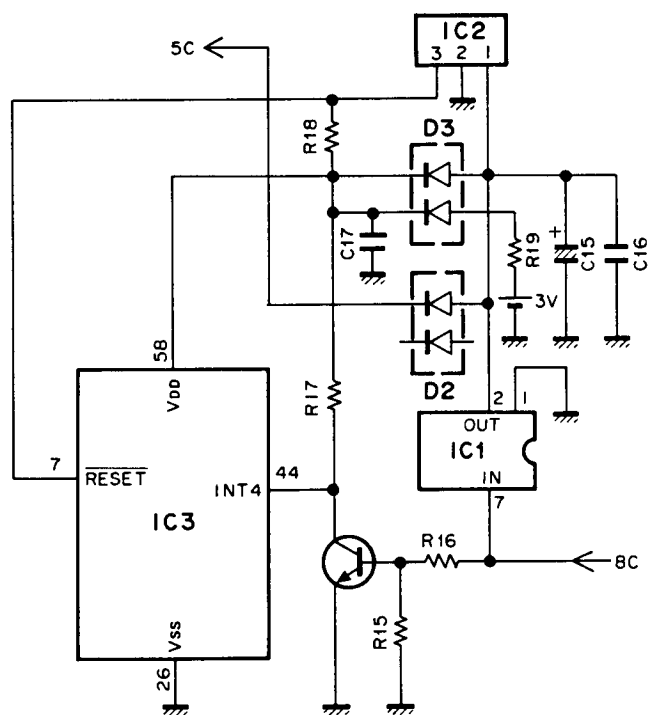 IC2
3 2 1
5C
R18
D3
C17
R19
C15
C16
+
3V
58
VDD
R17
D2
2 1
OUT
IC1
IN
7
7
RESET
44
INT4
IC3
R16
8C
R15
VSS
26